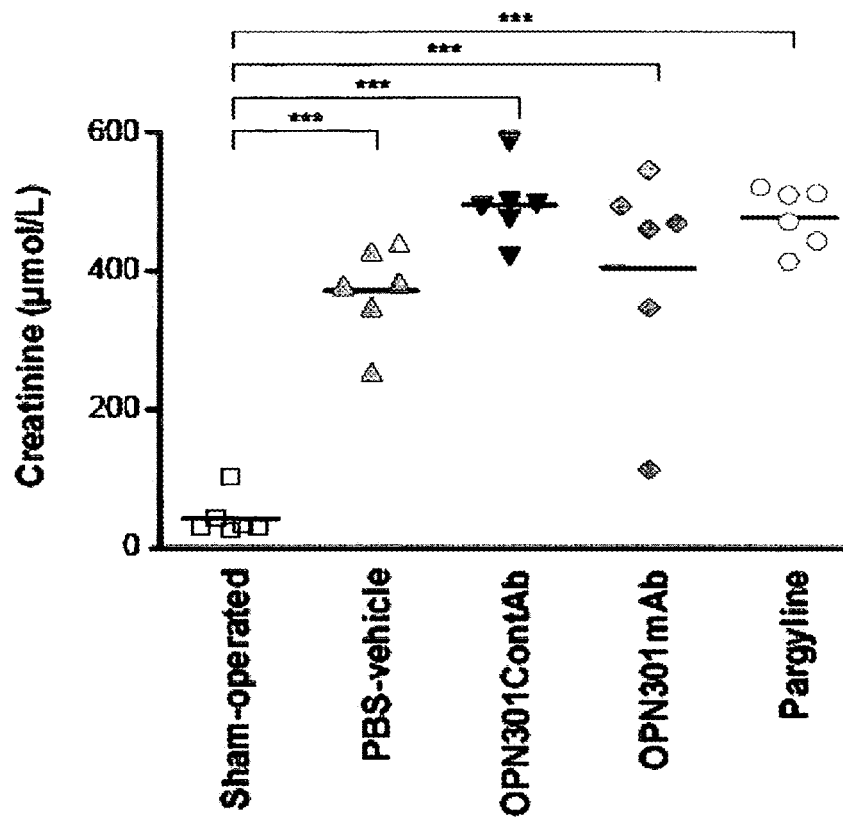 ***
***
***
***
600
400
200
0
Creatinine (µmol/L)
Sham-operated
PBS-vehicle
OPN301ContAb
OPN301mAb
Pargyline